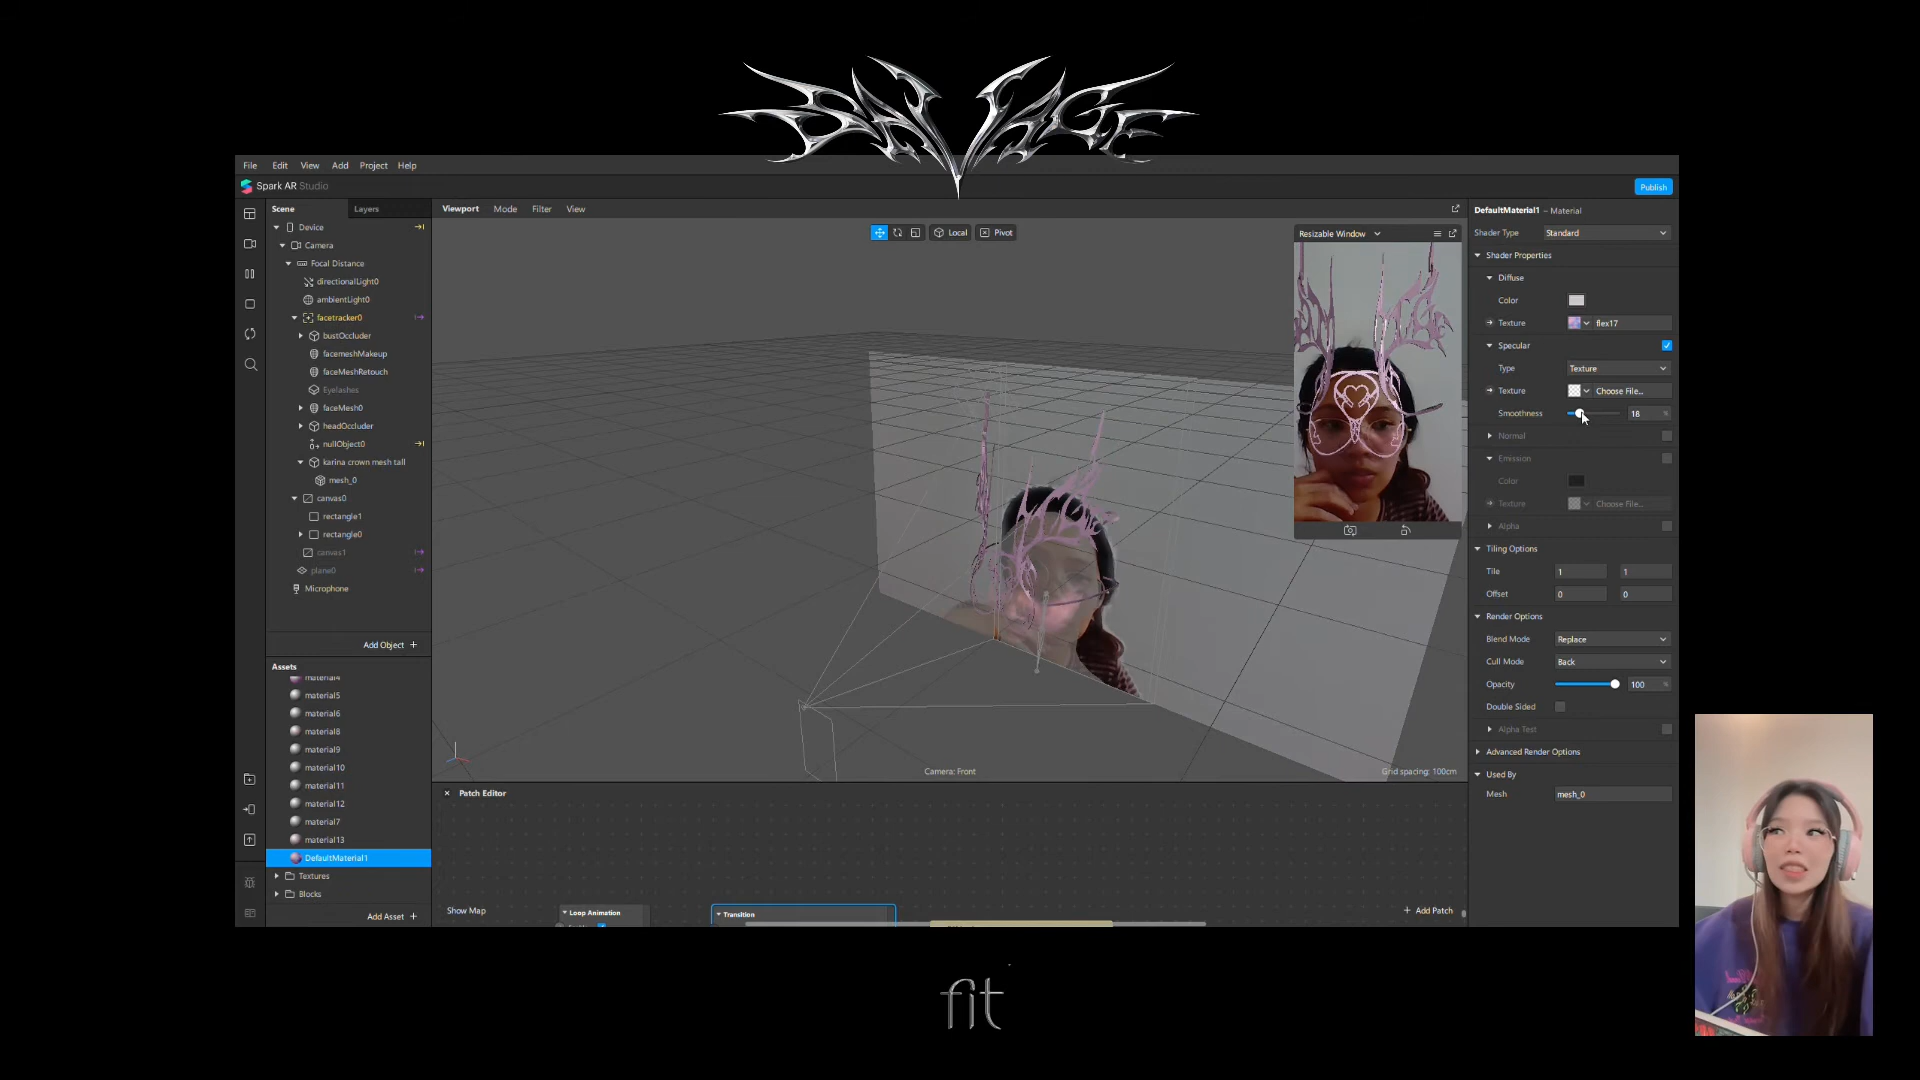 SAVAGE
File Edit View Add Project Help
Spark AR Studio
Publish
Scene Layers
Device
Camera
Focal Distance
directionalLight0
ambientLight0
facetracker0
bustOccluder
facemeshMakeup
faceMeshRetouch
Eyelashes
faceMesh0
headOccluder
nullObject0
karina crown mesh tall
mesh_0
canvas0
rectangle1
rectangle0
canvas1
plane0
Microphone
Add Object +
Assets
material4
material5
material6
material8
material9
material10
material11
material12
material7
material13
DefaultMaterial1
Textures
Blocks
Add Asset +
Viewport Mode Filter View
Local Pivot
Resizable Window
Camera: Front
Grid spacing: 100cm
Patch Editor
Show Map
Loop Animation
Transition
+ Add Patch
DefaultMaterial1 – Material
Shader Type Standard
Shader Properties
Diffuse
Color
Texture flex17
Specular
Type Texture
Texture Choose File...
Smoothness 18 %
Normal
Emission
Color
Texture Choose File...
Alpha
Tiling Options
Tile 1 1
Offset 0 0
Render Options
Blend Mode Replace
Cull Mode Back
Opacity 100 %
Double Sided
Alpha Test
Advanced Render Options
Used By
Mesh mesh_0
fit